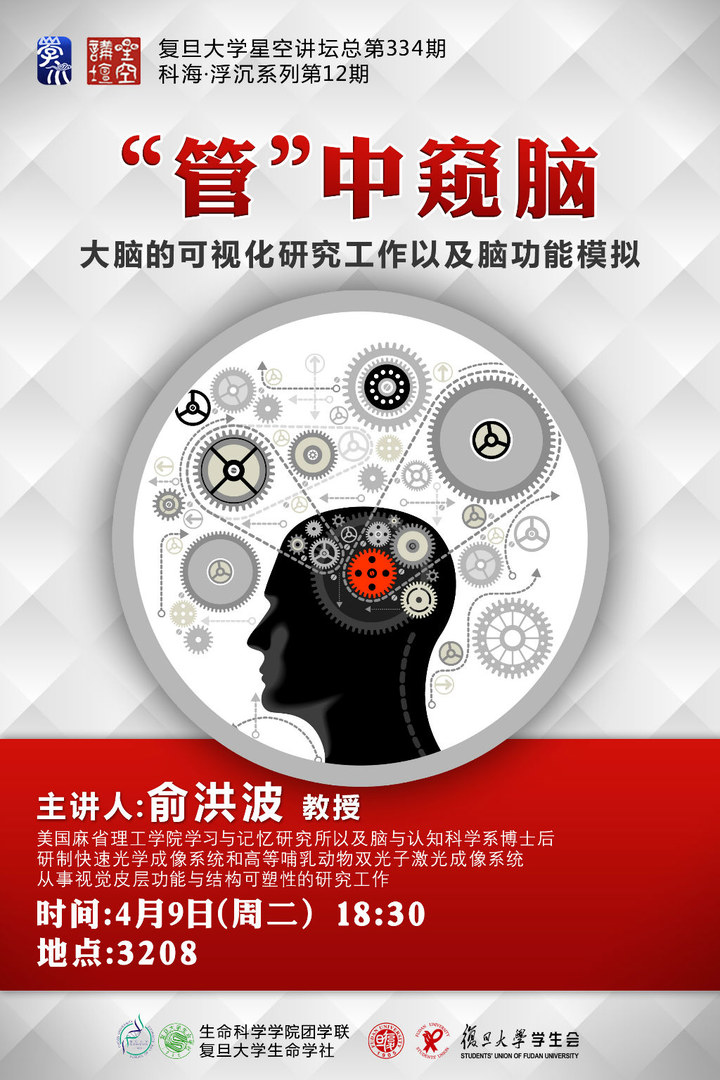 星空
講壇
复旦大学星空讲坛总第334期
科海·浮沉系列第12期
“管”中窥脑
大脑的可视化研究工作以及脑功能模拟
主讲人:俞洪波 教授
美国麻省理工学院学习与记忆研究所以及脑与认知科学系博士后
研制快速光学成像系统和高等哺乳动物双光子激光成像系统
从事视觉皮层功能与结构可塑性的研究工作
时间:4月9日(周二) 18:30
地点:3208
生命科学学院团学联
复旦大学生命学社
復旦大學学生会
STUDENTS' UNION OF FUDAN UNIVERSITY